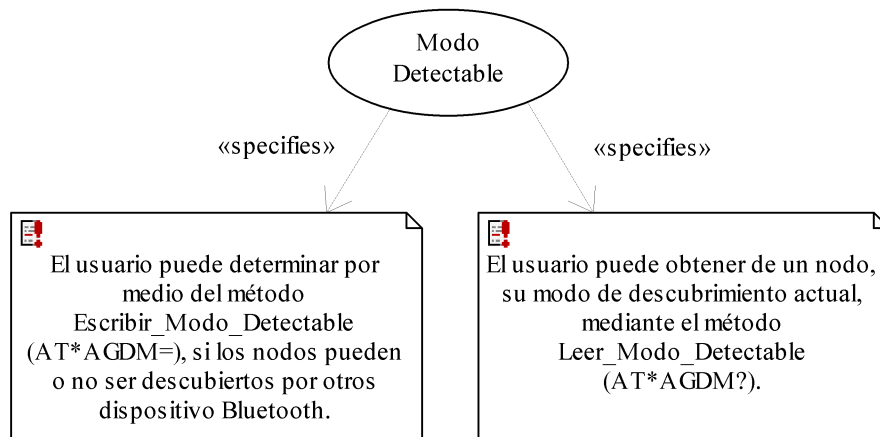 Modo
Detectable
«specifies»
«specifies»
El usuario puede determinar por
medio del método
Escribir_Modo_Detectable
(AT*AGDM=), si los nodos pueden
o no ser descubiertos por otros
dispositivo Bluetooth.
El usuario puede obtener de un nodo,
su modo de descubrimiento actual,
mediante el método
Leer_Modo_Detectable
(AT*AGDM?).